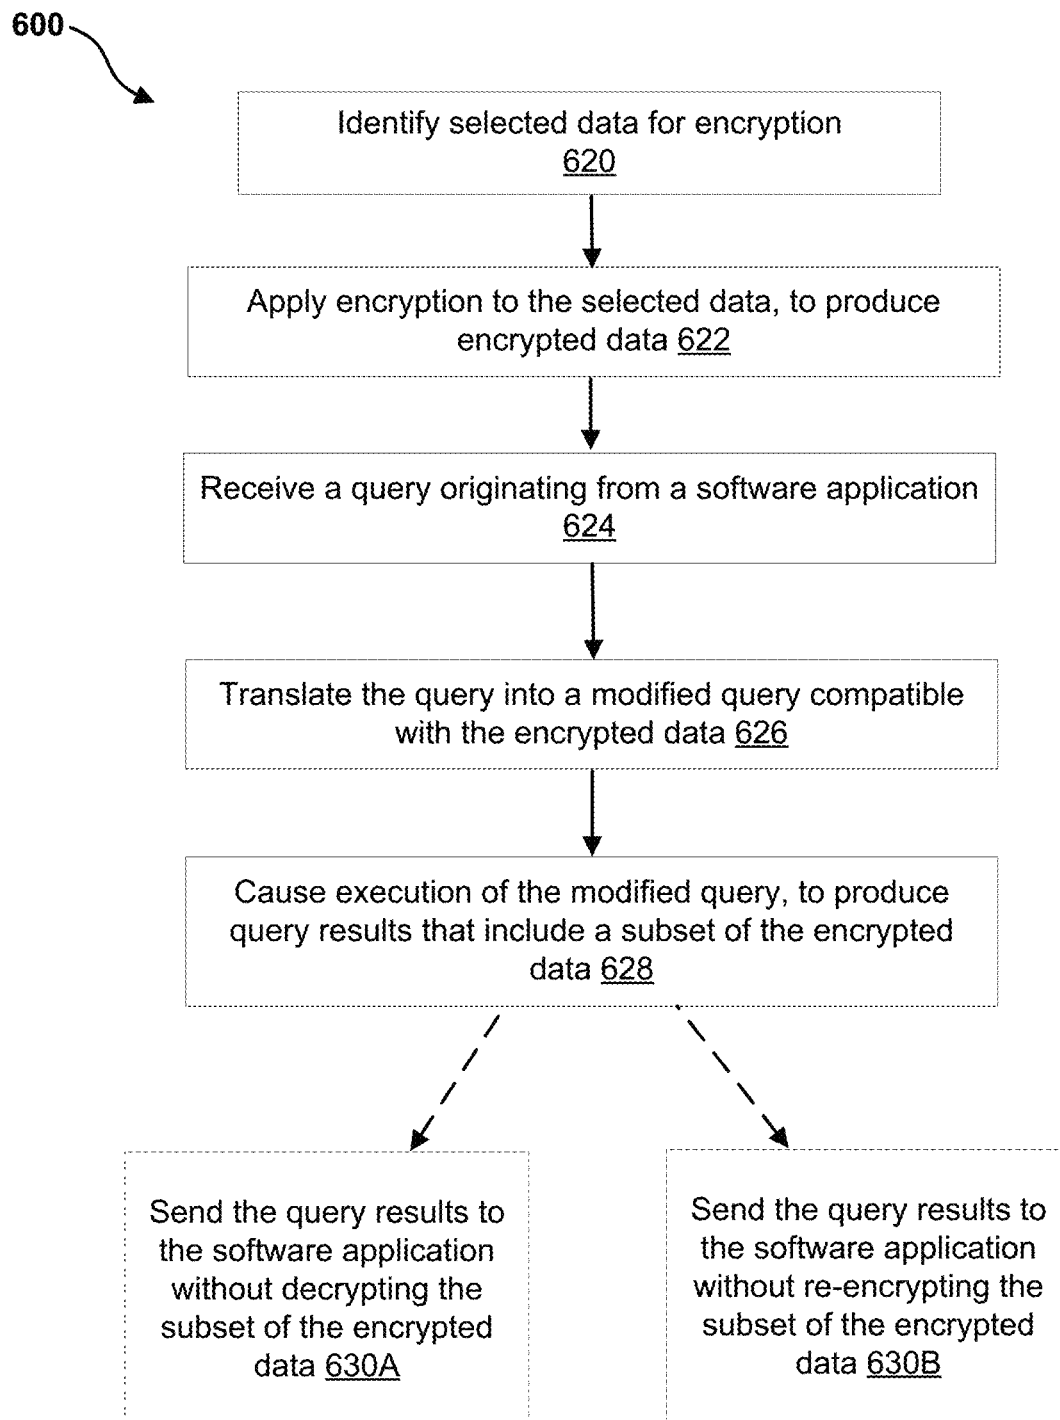 600
Identify selected data for encryption
620
Apply encryption to the selected data, to produce
encrypted data 622
Receive a query originating from a software application
624
Translate the query into a modified query compatible
with the encrypted data 626
Cause execution of the modified query, to produce
query results that include a subset of the encrypted
data 628
Send the query results to
the software application
without decrypting the
subset of the encrypted
data 630A
Send the query results to
the software application
without re-encrypting the
subset of the encrypted
data 630B